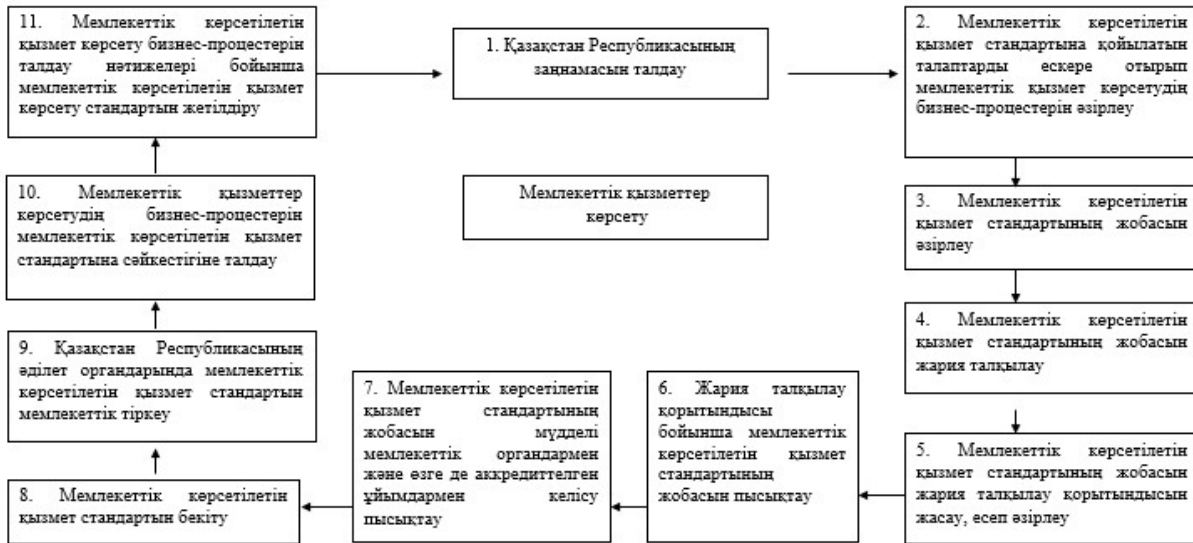 11. Мемлекеттік көрсетілетін
қызмет көрсету бизнес-процестерін
талдау нәтижелері бойынша
мемлекеттік көрсетілетін қызмет
көрсету стандартын жетілдіру
1. Қазақстан Республикасының
заңнамасын талдау
2. Мемлекеттік көрсетілетін
қызмет стандартына қойылатын
талаптарды ескере отырып
мемлекеттік қызмет көрсетудің
бизнес-процестерін әзірлеу
10. Мемлекеттік қызметтер
көрсетудің бизнес-процестерін
мемлекеттік көрсетілетін қызмет
стандартына сәйкестігіне талдау
Мемлекеттік қызметтер
көрсету
3. Мемлекеттік көрсетілетін
қызмет стандартының жобасын
әзірлеу
4. Мемлекеттік көрсетілетін
қызмет стандартының жобасын
жария талқылау
9. Қазақстан Республикасының
әділет органдарында мемлекеттік
көрсетілетін қызмет стандартын
мемлекеттік тіркеу
7. Мемлекеттік көрсетілетін
қызмет стандартының
жобасын мүдделі
мемлекеттік органдармен
және өзге де аккредиттелген
ұйымдармен келісу
пысықтау
6. Жария талқылау
қорытындысы
бойынша мемлекеттік
көрсетілетін қызмет
стандартының
жобасын пысықтау
5. Мемлекеттік көрсетілетін
қызмет стандартының жобасын
жария талқылау қорытындысын
жасау, есеп әзірлеу
8. Мемлекеттік көрсетілетін
қызмет стандартын бекіту